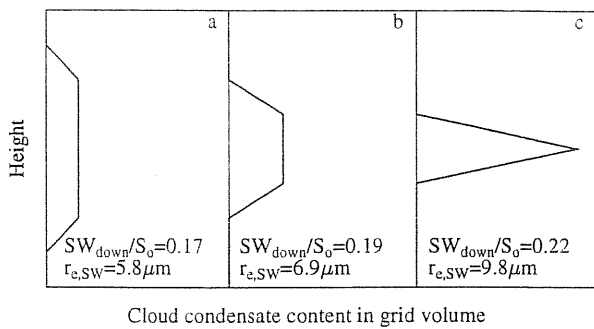 a
b
c
Height
SW_down/S_o=0.17
r_e,SW=5.8μm
SW_down/S_o=0.19
r_e,SW=6.9μm
SW_down/S_o=0.22
r_e,SW=9.8μm
Cloud condensate content in grid volume